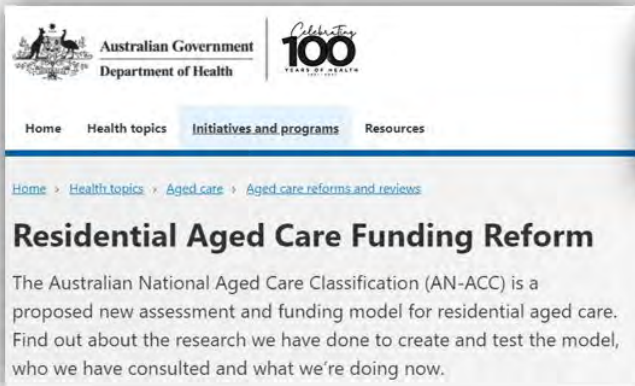 Australian Government
Department of Health
Celebrating
100
YEARS OF HEALTH
1921 - 2021
Home Health topics Initiatives and programs Resources
Home > Health topics > Aged care > Aged care reforms and reviews
Residential Aged Care Funding Reform
The Australian National Aged Care Classification (AN-ACC) is a
proposed new assessment and funding model for residential aged care.
Find out about the research we have done to create and test the model,
who we have consulted and what we're doing now.